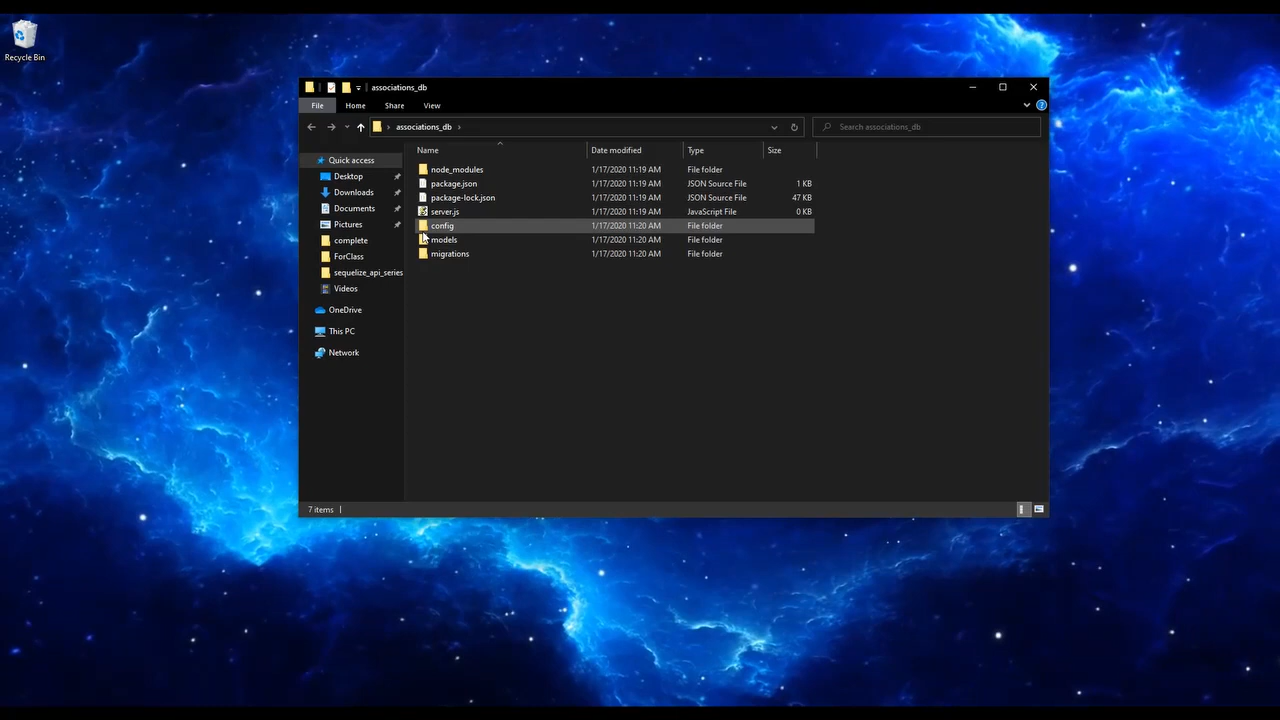 Recycle Bin
associations_db
File Home Share View
associations_db
Search associations_db
Name Date modified Type Size
Quick access
Desktop
Downloads
Documents
Pictures
complete
ForClass
sequelize_api_series
Videos
OneDrive
This PC
Network
node_modules 1/17/2020 11:19 AM File folder
package.json 1/17/2020 11:19 AM JSON Source File 1 KB
package-lock.json 1/17/2020 11:19 AM JSON Source File 47 KB
server.js 1/17/2020 11:19 AM JavaScript File 0 KB
config 1/17/2020 11:20 AM File folder
models 1/17/2020 11:20 AM File folder
migrations 1/17/2020 11:20 AM File folder
7 items